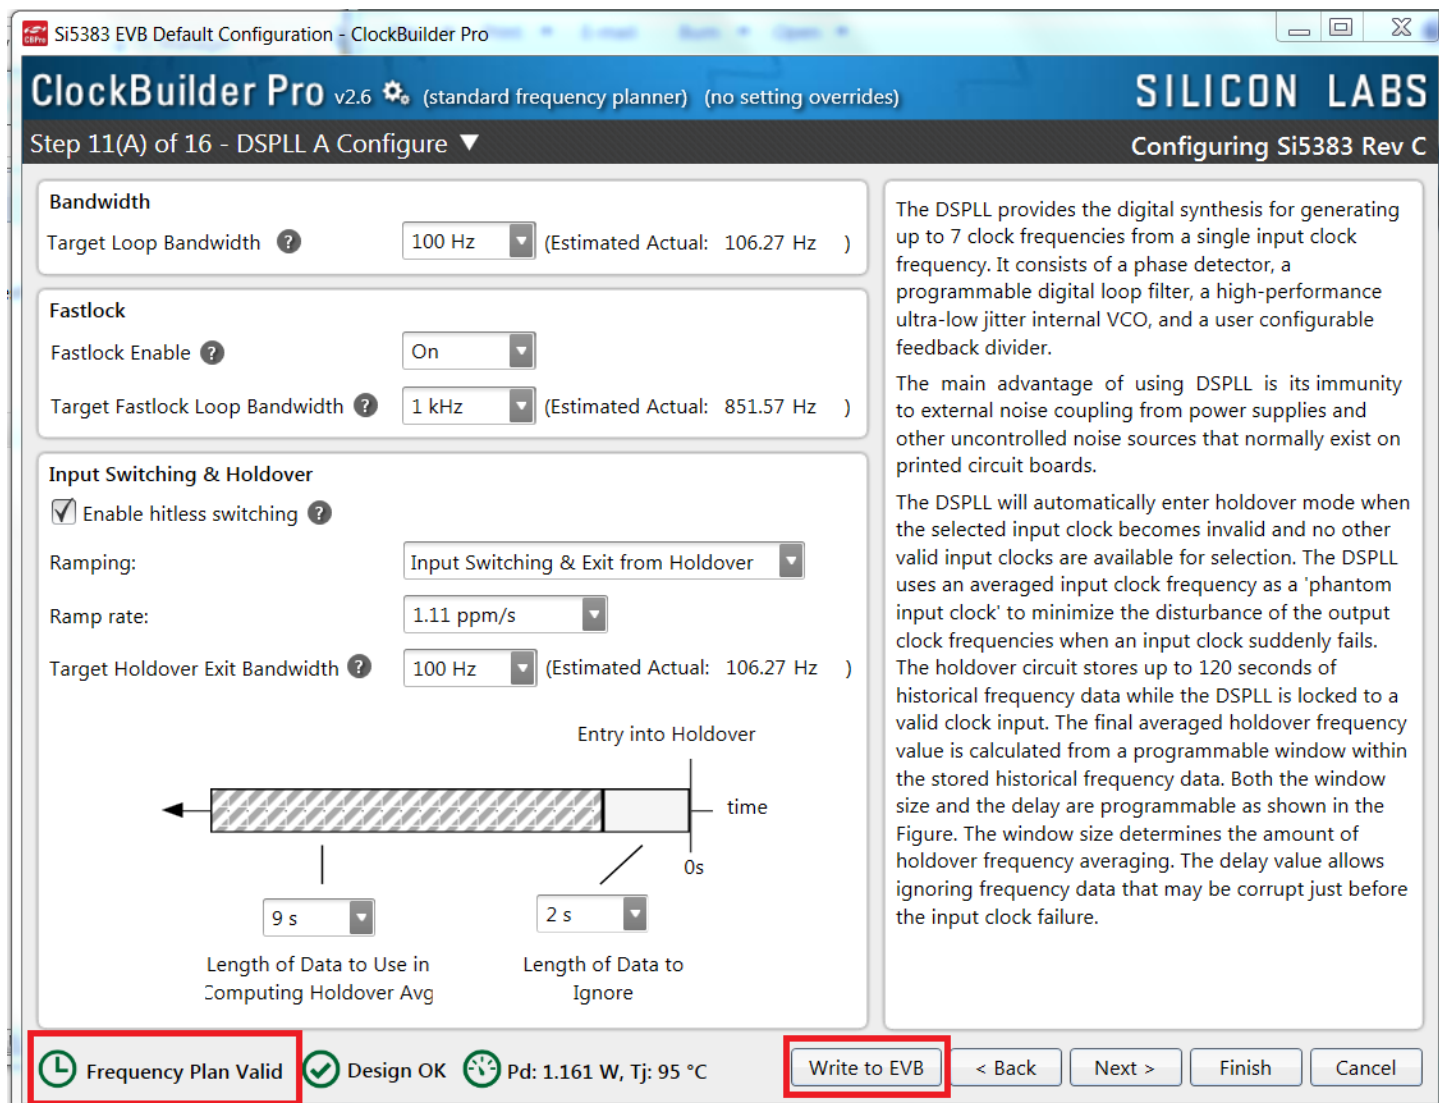 Si5383 EVB Default Configuration - ClockBuilder Pro
CBPro
ClockBuilder Pro v2.6 (standard frequency planner) (no setting overrides)
SILICON LABS
Step 11(A) of 16 - DSPLL A Configure ▼
Configuring Si5383 Rev C
Bandwidth
Target Loop Bandwidth ? 100 Hz (Estimated Actual: 106.27 Hz )
Fastlock
Fastlock Enable ? On
Target Fastlock Loop Bandwidth ? 1 kHz (Estimated Actual: 851.57 Hz )
Input Switching & Holdover
Enable hitless switching ?
Ramping: Input Switching & Exit from Holdover
Ramp rate: 1.11 ppm/s
Target Holdover Exit Bandwidth ? 100 Hz (Estimated Actual: 106.27 Hz )
Entry into Holdover
time
0s
9 s
2 s
Length of Data to Use in
Computing Holdover Avg
Length of Data to
Ignore
The DSPLL provides the digital synthesis for generating
up to 7 clock frequencies from a single input clock
frequency. It consists of a phase detector, a
programmable digital loop filter, a high-performance
ultra-low jitter internal VCO, and a user configurable
feedback divider.
The main advantage of using DSPLL is its immunity
to external noise coupling from power supplies and
other uncontrolled noise sources that normally exist on
printed circuit boards.
The DSPLL will automatically enter holdover mode when
the selected input clock becomes invalid and no other
valid input clocks are available for selection. The DSPLL
uses an averaged input clock frequency as a 'phantom
input clock' to minimize the disturbance of the output
clock frequencies when an input clock suddenly fails.
The holdover circuit stores up to 120 seconds of
historical frequency data while the DSPLL is locked to a
valid clock input. The final averaged holdover frequency
value is calculated from a programmable window within
the stored historical frequency data. Both the window
size and the delay are programmable as shown in the
Figure. The window size determines the amount of
holdover frequency averaging. The delay value allows
ignoring frequency data that may be corrupt just before
the input clock failure.
Frequency Plan Valid
Design OK
Pd: 1.161 W, Tj: 95 °C
Write to EVB
< Back
Next >
Finish
Cancel